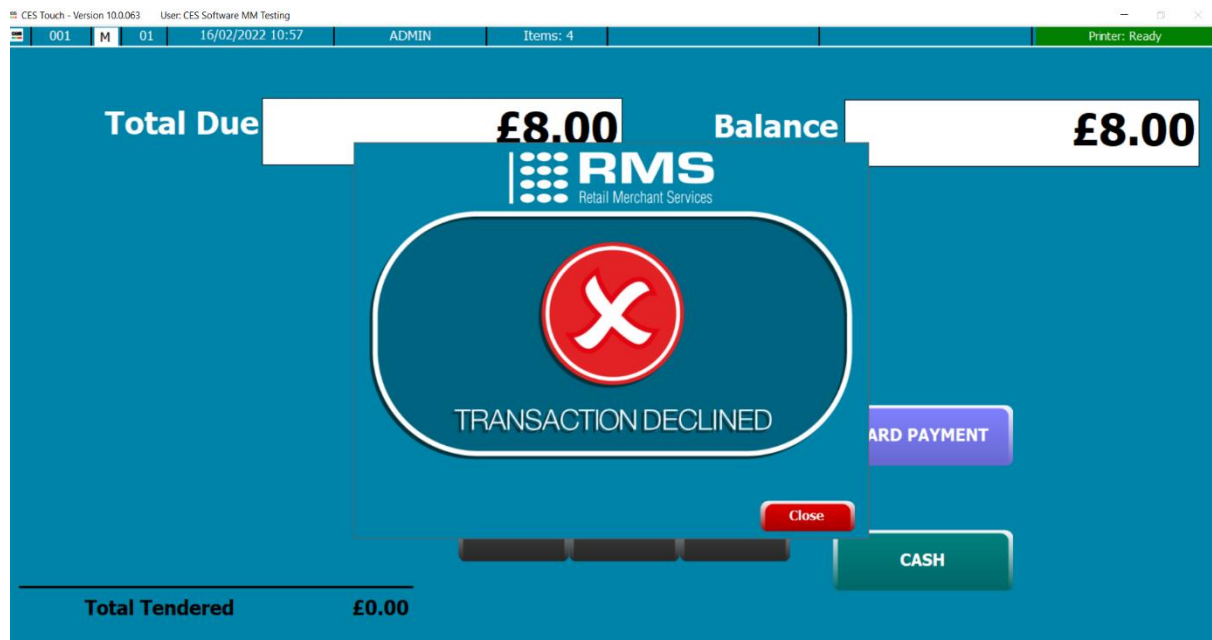 CES Touch - Version 10.0.063 User: CES Software MM Testing
001 M 01 16/02/2022 10:57 ADMIN Items: 4 Printer: Ready
Total Due £8.00 Balance £8.00
RMS
Retail Merchant Services
TRANSACTION DECLINED
ARD PAYMENT
Close
CASH
Total Tendered £0.00